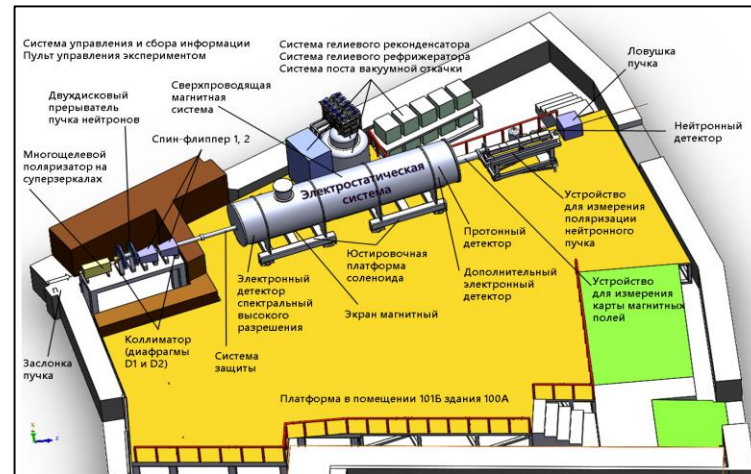 Система управления и сбора информации
Пульт управления экспериментом
Двухдисковый
прерыватель
пучка нейтронов
Сверхпроводящая
магнитная
система
Система гелиевого реконденсатора
Система гелиевого рефрижератора
Система поста вакуумной откачки
Ловушка
пучка
Нейтронный
детектор
Многощелевой
поляризатор на
суперзеркалах
Спин-флиппер 1, 2
Электростатическая
система
Устройство
для измерения
поляризации
нейтронного
пучка
Протонный
детектор
Дополнительный
электронный
детектор
Юстировочная
платформа
соленоида
Экран магнитный
Электронный
детектор
спектральный
высокого
разрешения
Устройство
для измерения
карты магнитных
полей
Заслонка
пучка
Коллиматор
(диафрагмы
D1 и D2)
Система
защиты
Платформа в помещении 101Б здания 100А